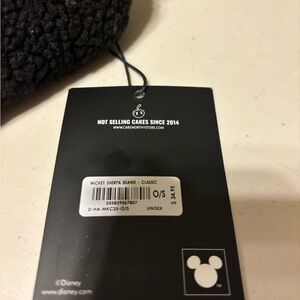 NOT SELLING CAKES SINCE 2014
WWW.CAKEWORTHYSTORE.COM
MICKEY SHERPA BEANIE - CLASSIC
O/S
$ 34.95
D-HA-MKC25-O/S
UNISEX
©Disney
www.disney.com